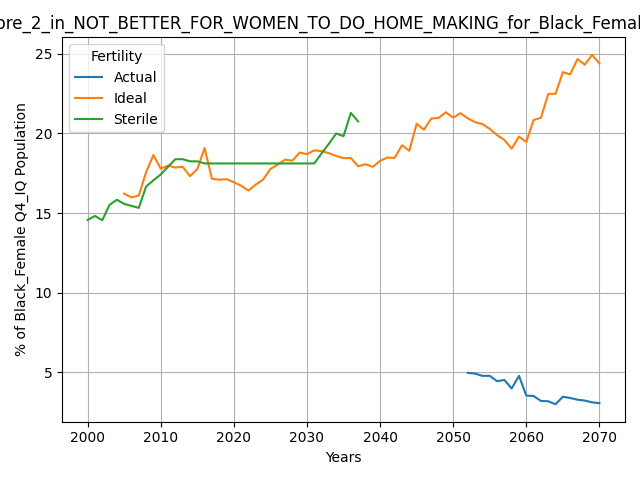 ore_2_in_NOT_BETTER_FOR_WOMEN_TO_DO_HOME_MAKING_for_Black_Femal
Fertility
Actual
Ideal
Sterile
% of Black_Female Q4_IQ Population
25
20
15
10
5
2000 2010 2020 2030 2040 2050 2060 2070
Years